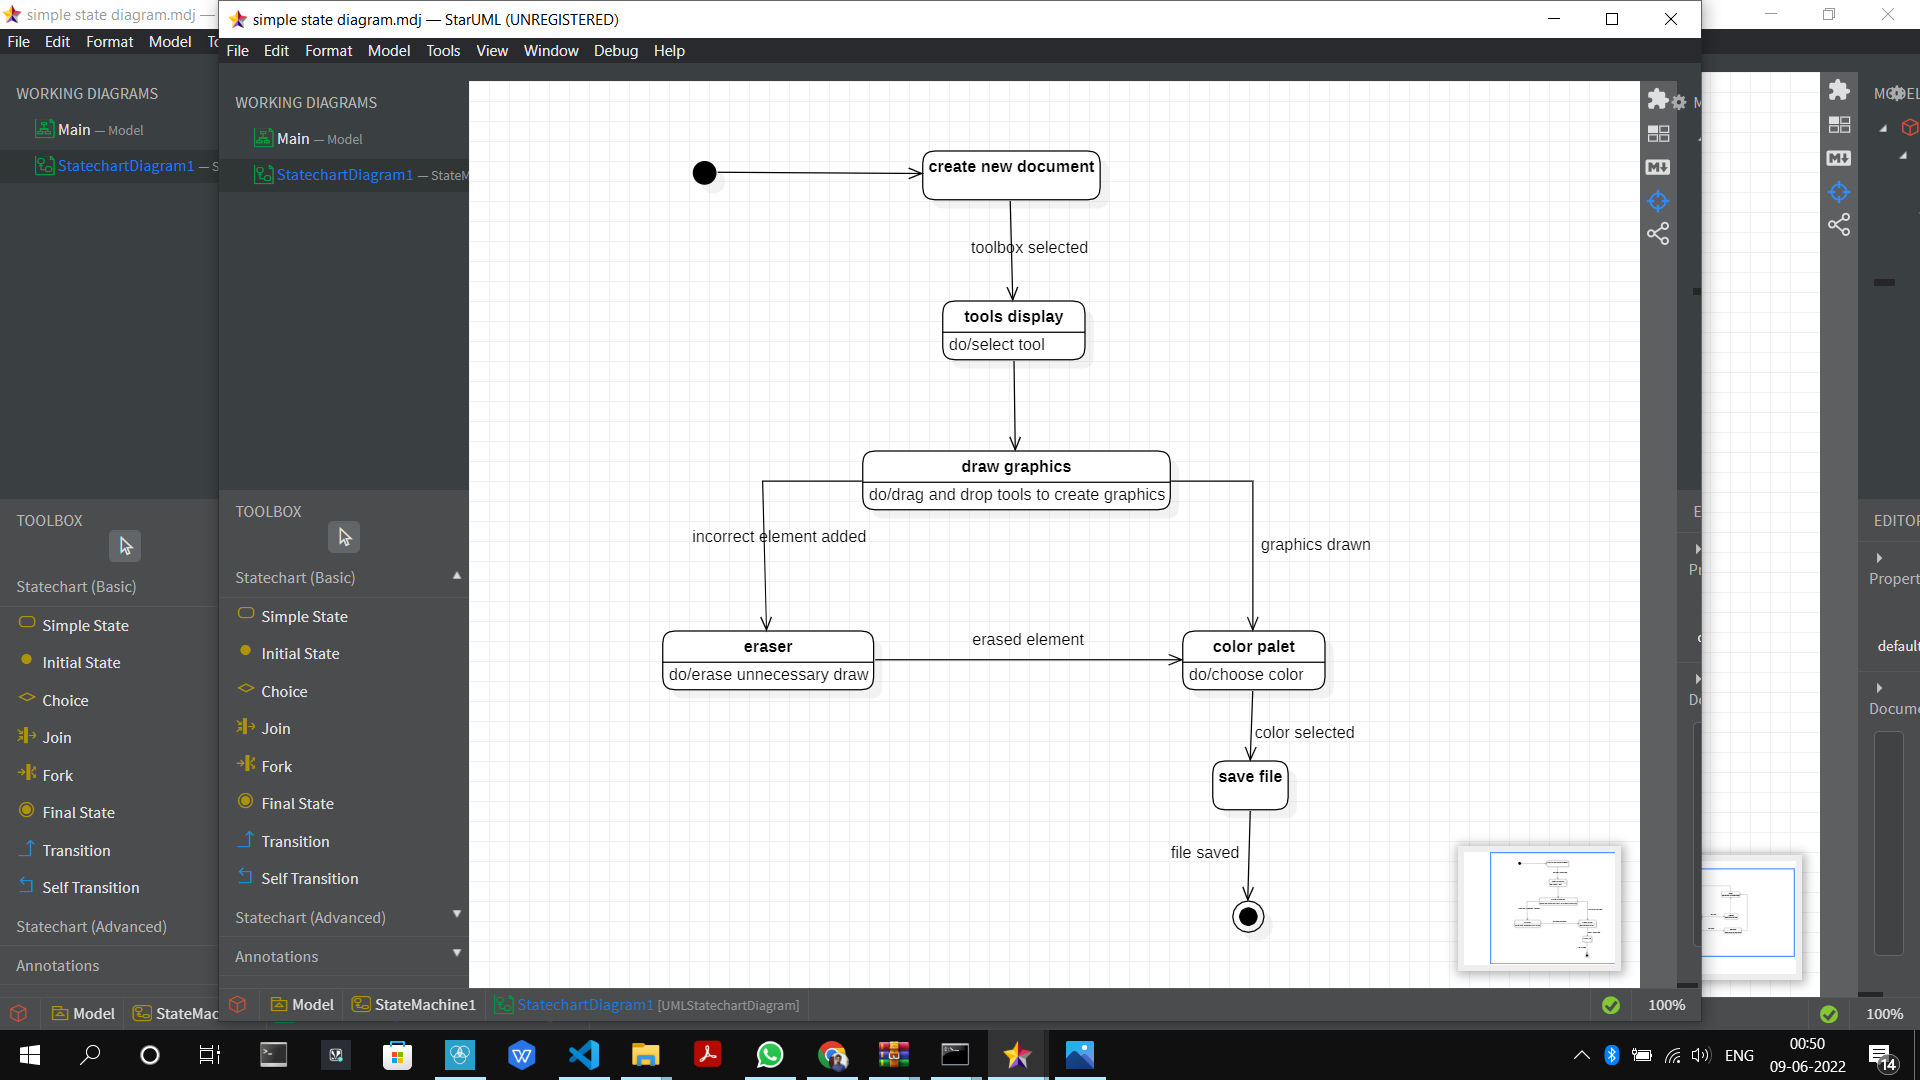 simple state diagram.mdj —
File Edit Format Model To
WORKING DIAGRAMS
Main — Model
StatechartDiagram1 — S
TOOLBOX
Statechart (Basic)
Simple State
Initial State
Choice
Join
Fork
Final State
Transition
Self Transition
Statechart (Advanced)
Annotations
Model StateMac
simple state diagram.mdj — StarUML (UNREGISTERED)
File Edit Format Model Tools View Window Debug Help
WORKING DIAGRAMS
Main — Model
StatechartDiagram1 — StateM
TOOLBOX
Statechart (Basic)
Simple State
Initial State
Choice
Join
Fork
Final State
Transition
Self Transition
Statechart (Advanced)
Annotations
create new document
toolbox selected
tools display
do/select tool
draw graphics
do/drag and drop tools to create graphics
incorrect element added
graphics drawn
eraser
do/erase unnecessary draw
erased element
color palet
do/choose color
color selected
save file
file saved
Model StateMachine1 StatechartDiagram1 [UMLStatechartDiagram]
100%
M
E
Pr
De
MODEL
EDITOR
Propert
default
Docume
100%
ENG
00:50
09-06-2022
14